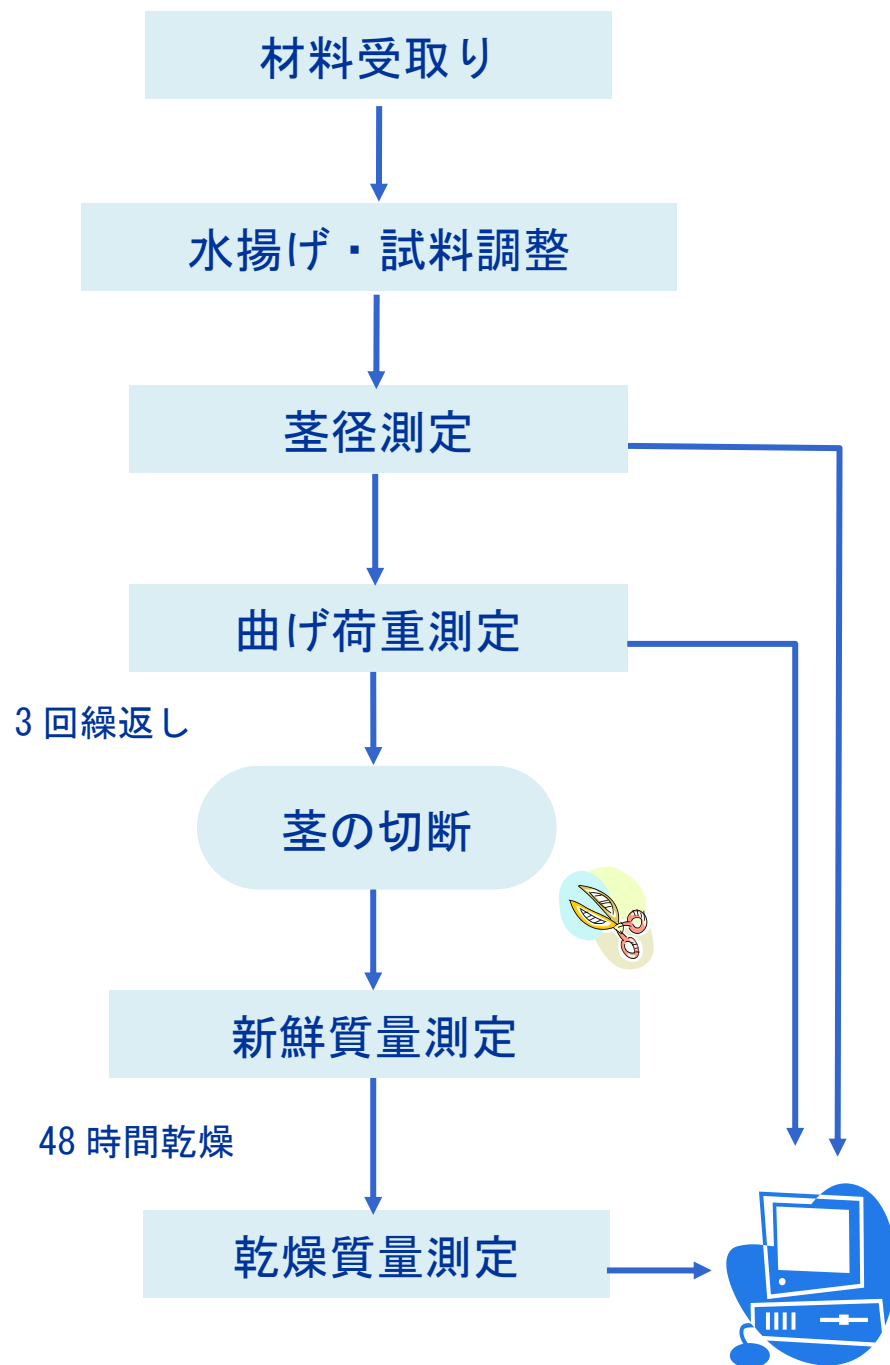 材料受取り
水揚げ・試料調整
茎径測定
曲げ荷重測定
3回繰返し
茎の切断
新鮮質量測定
48時間乾燥
乾燥質量測定